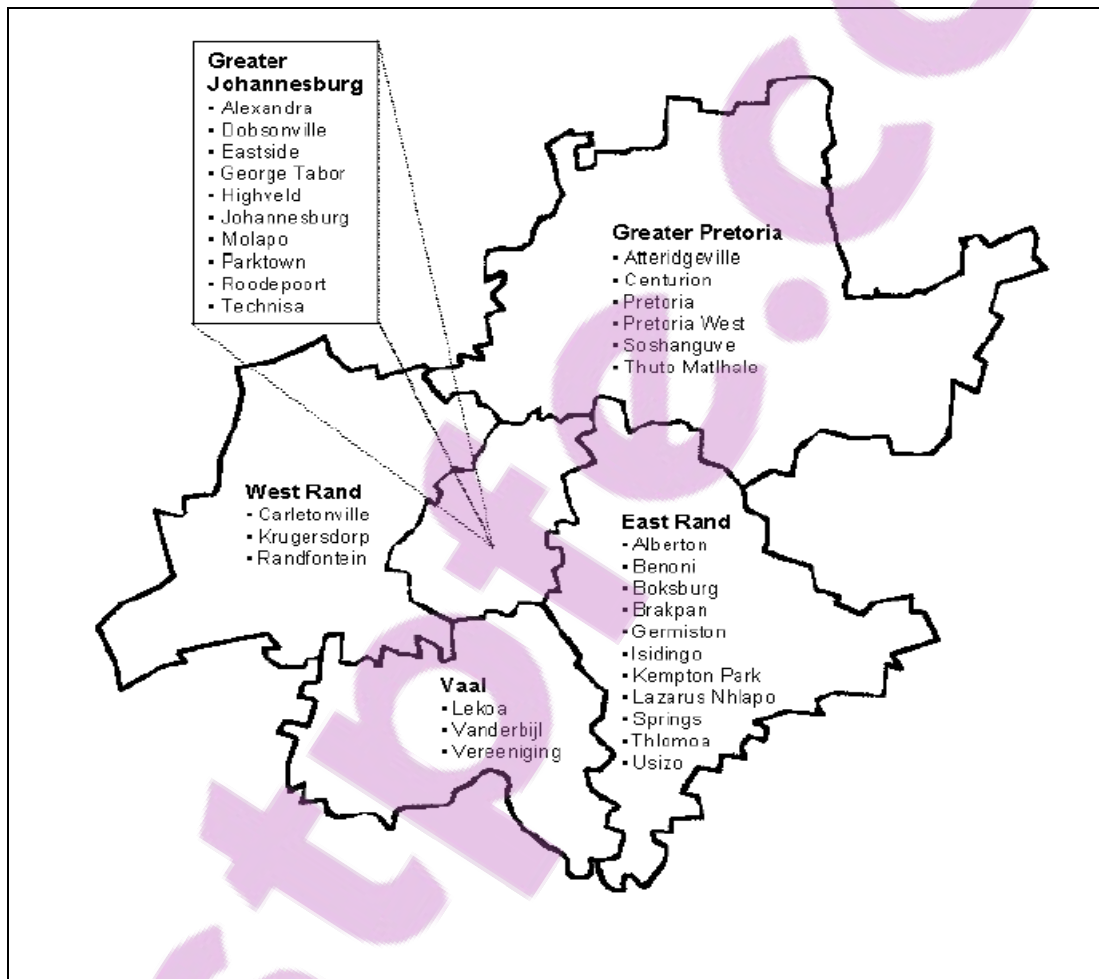 Greater
Johannesburg
- Alexandra
▪ Dobsonville
▪ Eastside
▪ George Tabor
- Highveld
▪ Johannesburg
▪ Molapo
▪ Parktown
- Roodepoort
▪ Technisa
Greater Pretoria
▪ Atteridgeville
▪ Centurion
▪ Pretoria
▪ Pretoria West
▪ Soshanguve
▪ Thuto Matlhale
West Rand
▪ Carletonville
▪ Krugersdorp
▪ Randfontein
East Rand
▪ Alberton
▪ Benoni
▪ Boksburg
▪ Brakpan
▪ Germiston
▪ Isidingo
▪ Kempton Park
▪ Lazarus Nhlapo
▪ Springs
▪ Thlomoa
▪ Usizo
Vaal
▪ Lekoa
▪ Vanderbijl
▪ Vereeniging